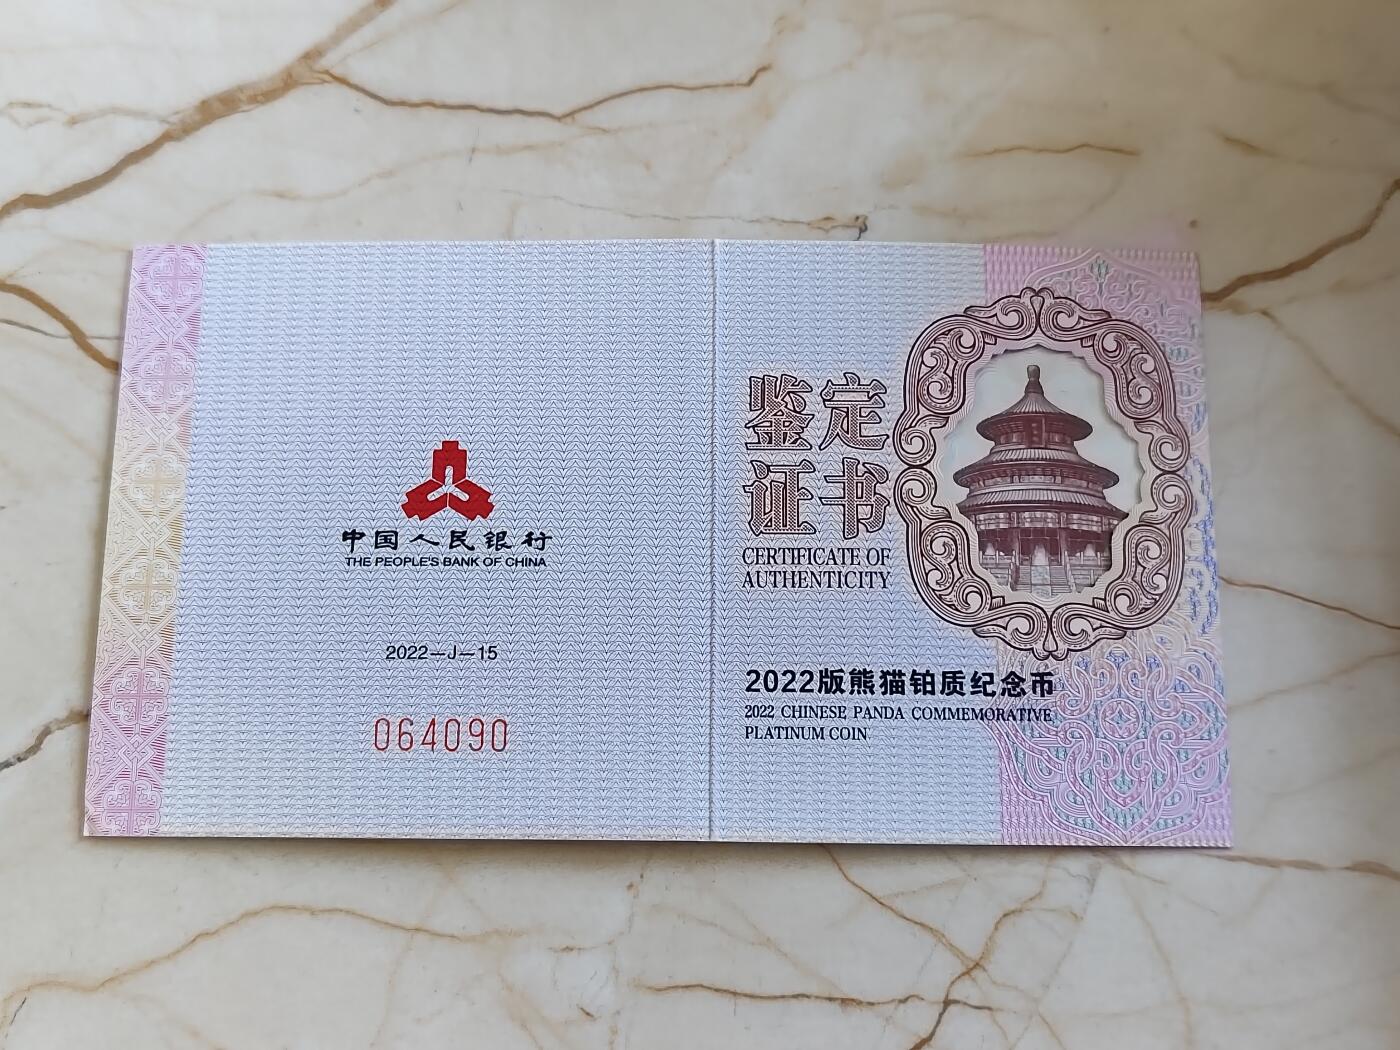 中国人民银行
THE PEOPLE'S BANK OF CHINA
2022—J—15
064090
鉴定
证书
CERTIFICATE OF
AUTHENTICITY
2022版熊猫铂质纪念币
2022 CHINESE PANDA COMMEMORATIVE
PLATINUM COIN